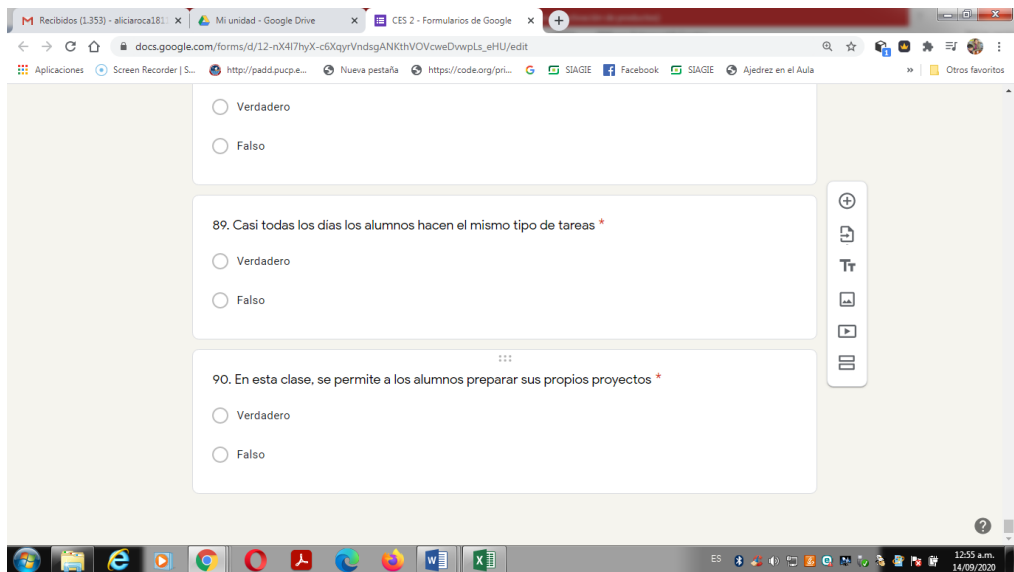 Recibidos (1.353) - aliciarocca181
Mi unidad - Google Drive
CES 2 - Formularios de Google
docs.google.com/forms/d/12-nX4I7hyX-c6XqyrVndsgANKthVOVcweDvwpLs_eHU/edit
Aplicaciones
Screen Recorder | S...
http://padd.pucp.e...
Nueva pestaña
https://code.org/pri...
SIAGIE
Facebook
SIAGIE
Ajedrez en el Aula
»
Otros favoritos
Verdadero
Falso
89. Casi todas los dias los alumnos hacen el mismo tipo de tareas *
Verdadero
Falso
90. En esta clase, se permite a los alumnos preparar sus propios proyectos *
Verdadero
Falso
ES
12:55 a.m.
14/09/2020